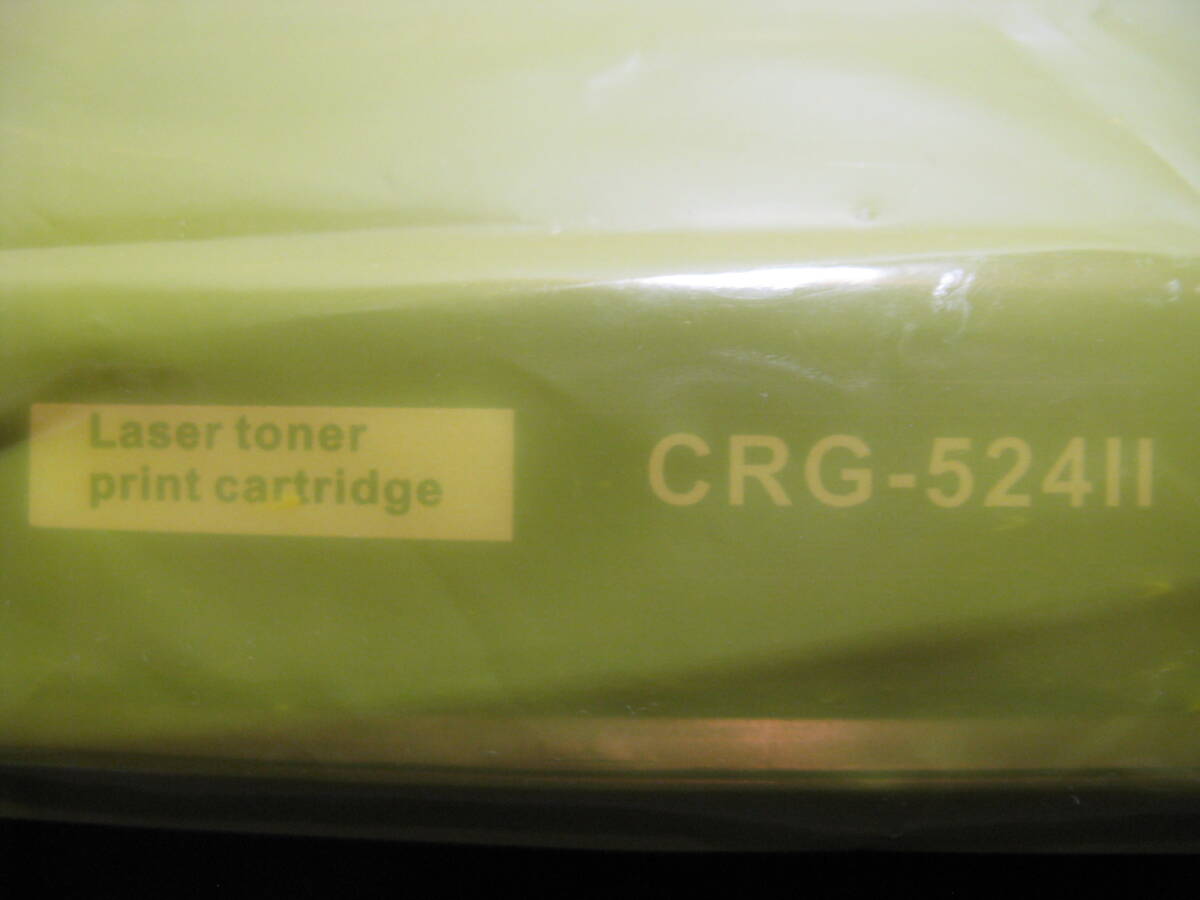 Laser toner
print cartridge
CRG-524II